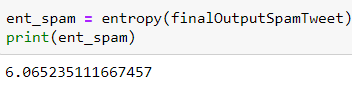 ent_spam = entropy(finalOutputSpamTweet)
print(ent_spam)
6.065235111667457